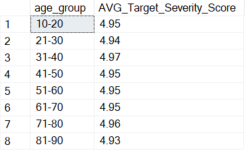 age_group AVG_Target_Severity_Score
1 10-20 4.95
2 21-30 4.94
3 31-40 4.97
4 41-50 4.95
5 51-60 4.95
6 61-70 4.95
7 71-80 4.96
8 81-90 4.93